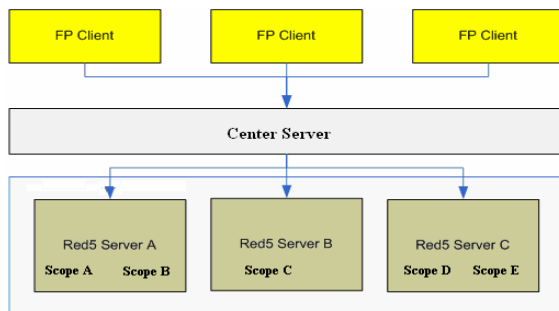 FP Client
FP Client
FP Client
Center Server
Red5 Server A
Scope A
Scope B
Red5 Server B
Scope C
Red5 Server C
Scope D
Scope E